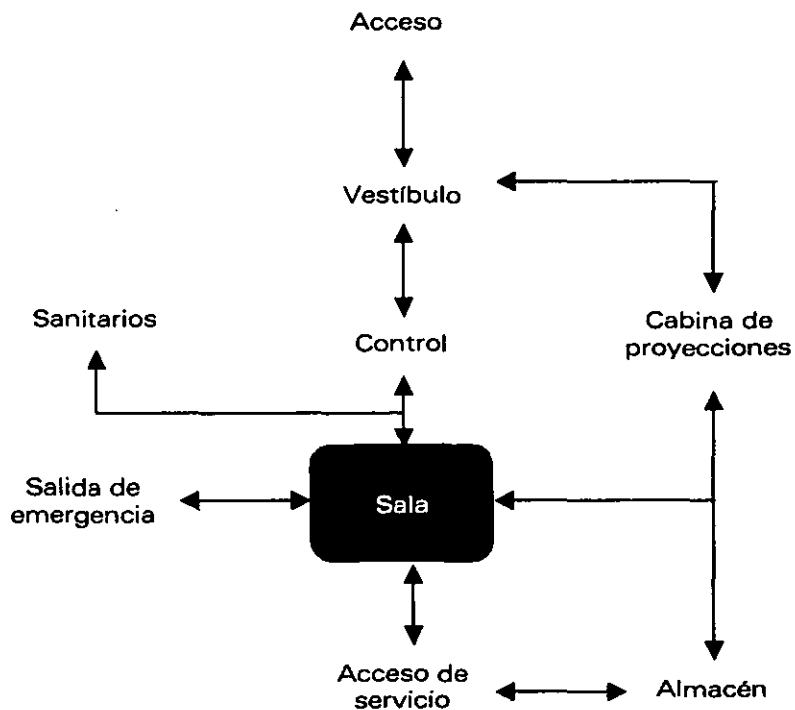 Acceso
Vestíbulo
Sanitarios
Control
Cabina de
proyecciones
Salida de
emergencia
Sala
Acceso de
servicio
Almacén